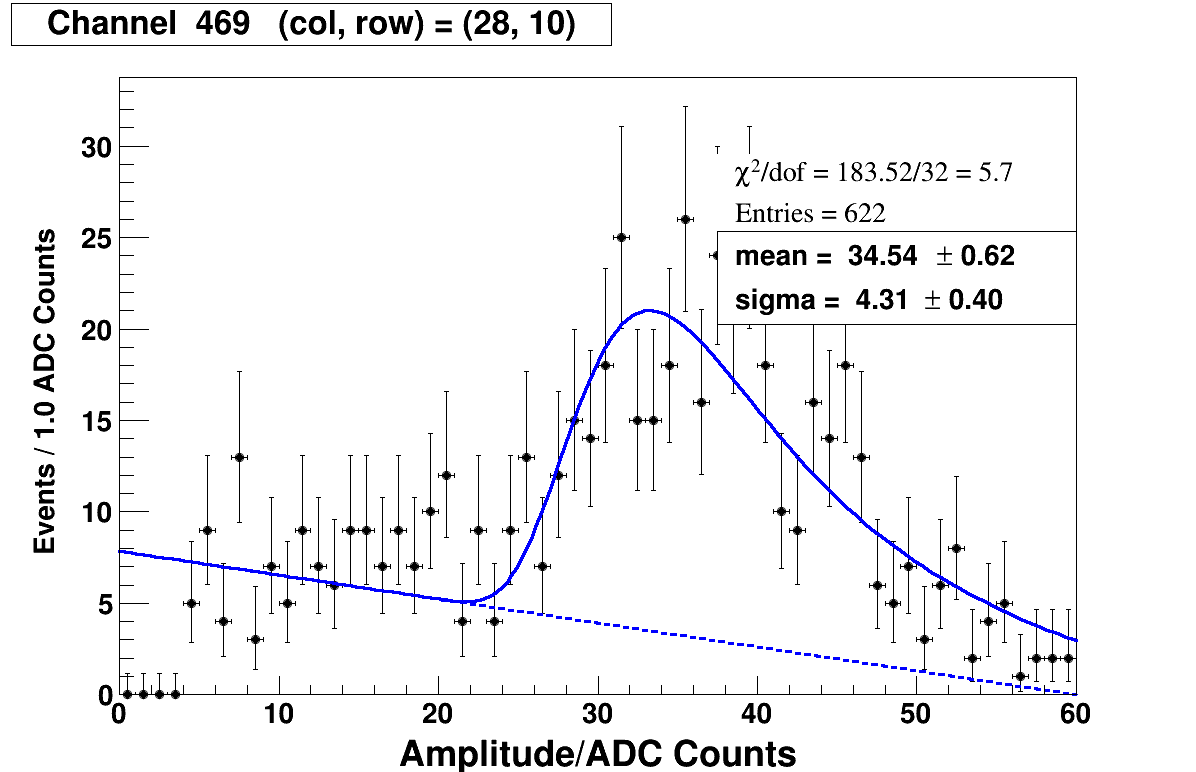 Channel 469 (col, row) = (28, 10)
30
25
20
15
10
5
0
Events / 1.0 ADC Counts
χ²/dof = 183.52/32 = 5.7
Entries = 622
mean = 34.54 ± 0.62
sigma = 4.31 ± 0.40
0 10 20 30 40 50 60
Amplitude/ADC Counts